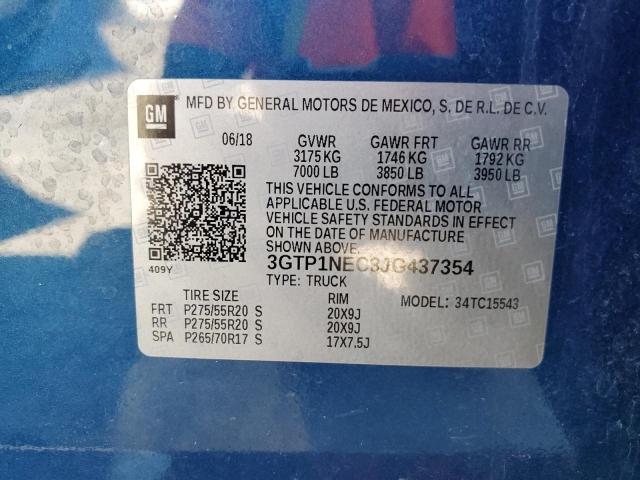 GM MFD BY GENERAL MOTORS DE MEXICO, S. DE R.L. DE C.V.
06/18 GVWR GAWR FRT GAWR RR
3175 KG 1746 KG 1792 KG
7000 LB 3850 LB 3950 LB
THIS VEHICLE CONFORMS TO ALL
APPLICABLE U.S. FEDERAL MOTOR
VEHICLE SAFETY STANDARDS IN EFFECT
ON THE DATE OF MANUFACTURE
SHOWN ABOVE.
3GTP1NEC3JG437354
409Y
TYPE: TRUCK
TIRE SIZE RIM MODEL: 34TC15543
FRT P275/55R20 S 20X9J
RR P275/55R20 S 20X9J
SPA P265/70R17 S 17X7.5J